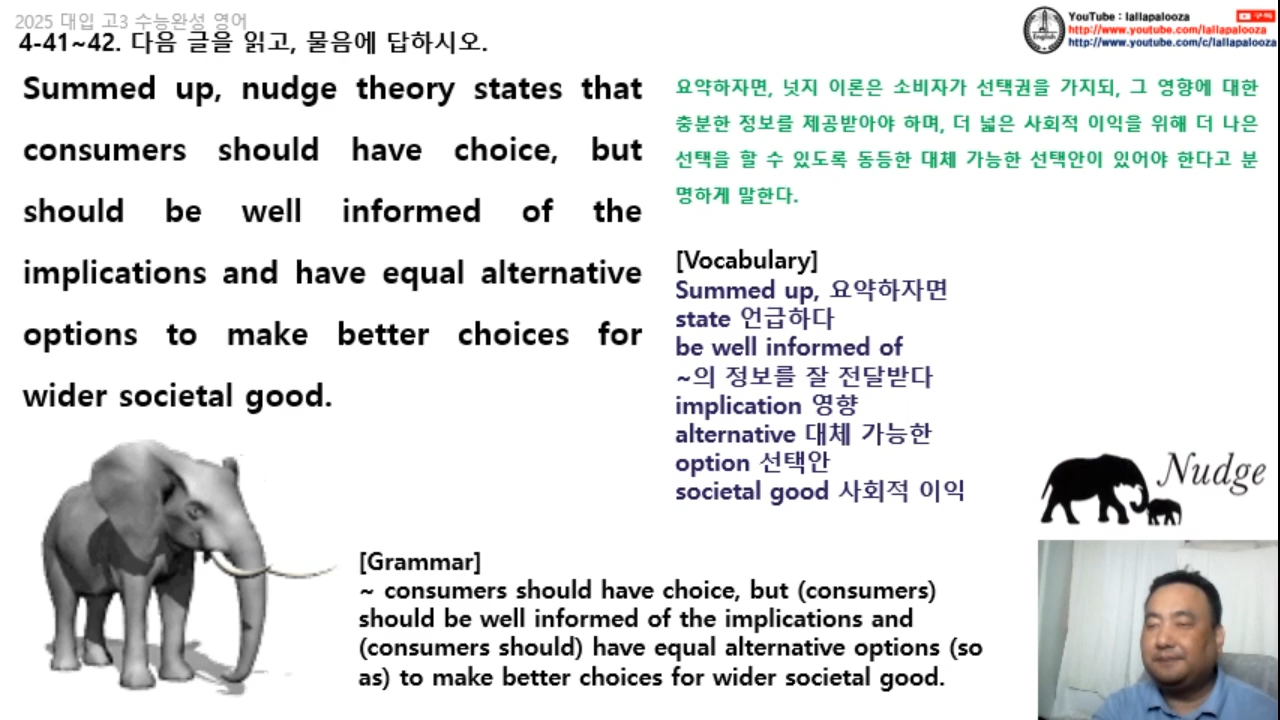 2025 대입 고3 수능완성 영어
4-41~42. 다음 글을 읽고, 물음에 답하시오.
Summed up, nudge theory states that
consumers should have choice, but
should be well informed of the
implications and have equal alternative
options to make better choices for
wider societal good.
YouTube : lallapalooza
http://www.youtube.com/lallapalooza
http://www.youtube.com/c/lallapalooza
구독
English
요약하자면, 넛지 이론은 소비자가 선택권을 가지되, 그 영향에 대한
충분한 정보를 제공받아야 하며, 더 넓은 사회적 이익을 위해 더 나은
선택을 할 수 있도록 동등한 대체 가능한 선택안이 있어야 한다고 분
명하게 말한다.
[Vocabulary]
Summed up, 요약하자면
state 언급하다
be well informed of
~의 정보를 잘 전달받다
implication 영향
alternative 대체 가능한
option 선택안
societal good 사회적 이익
Nudge
[Grammar]
~ consumers should have choice, but (consumers)
should be well informed of the implications and
(consumers should) have equal alternative options (so
as) to make better choices for wider societal good.